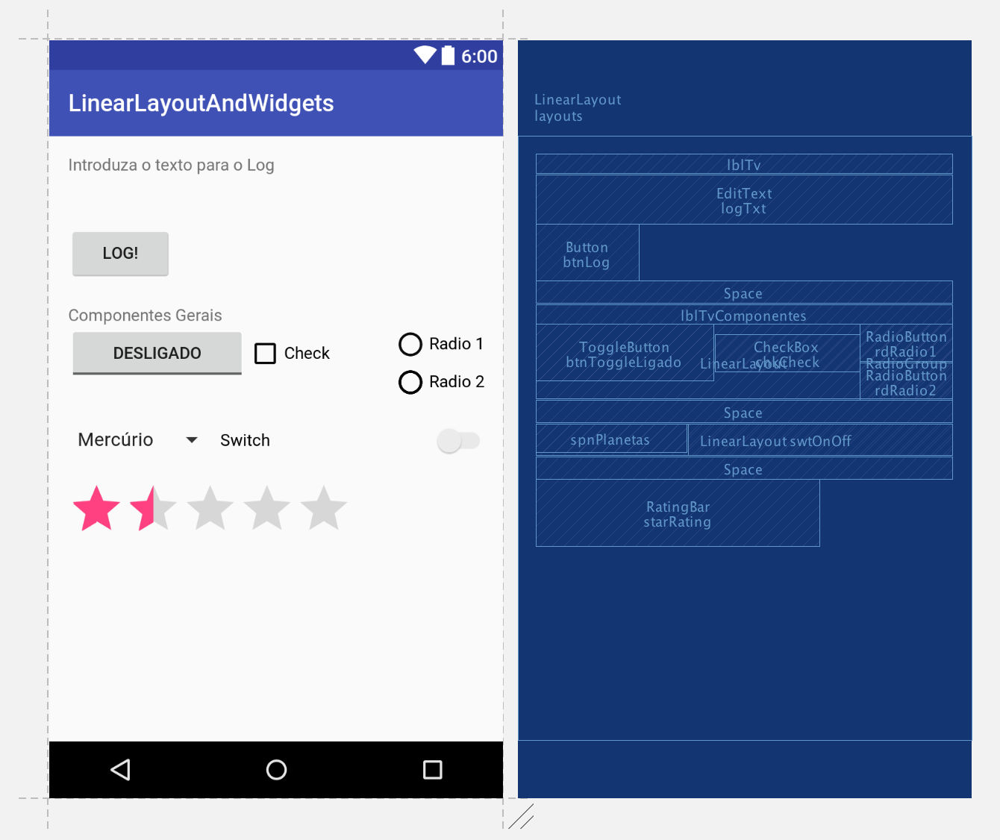 6:00
LinearLayoutAndWidgets
Introduza o texto para o Log
LOG!
Componentes Gerais
DESLIGADO
Check
Radio 1
Radio 2
Mercúrio
Switch
LinearLayout
layouts
lblTv
EditText
logTxt
Button
btnLog
Space
lblTvComponentes
ToggleButton
btnToggleLigado
LinearLayout
CheckBox
chkCheck
RadioButton
rdRadio1
RadioGroup
RadioButton
rdRadio2
Space
spnPlanetas
LinearLayout swtOnOff
Space
RatingBar
starRating